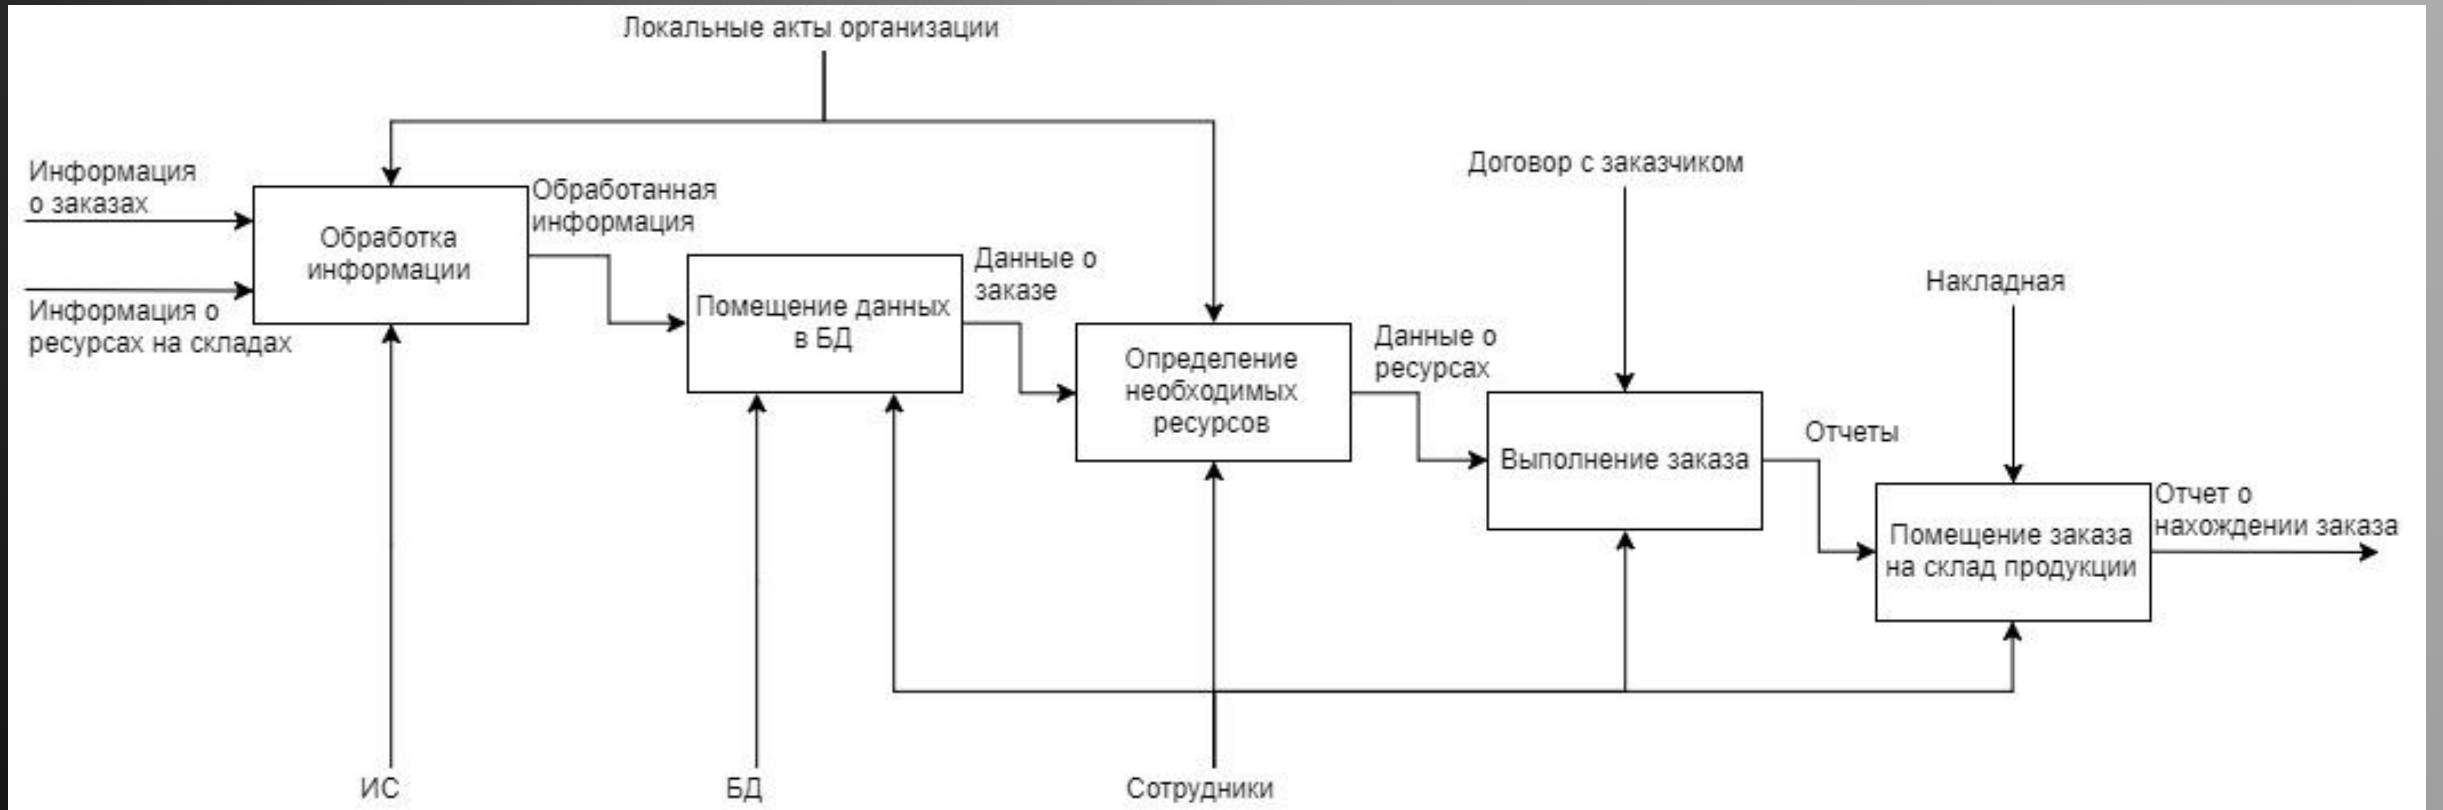 Локальные акты организации
Информация
о заказах
Информация о
ресурсах на складах
Обработка
информации
Обработанная
информация
Помещение данных
в БД
Данные о
заказе
Определение
необходимых
ресурсов
Данные о
ресурсах
Договор с заказчиком
Выполнение заказа
Отчеты
Накладная
Помещение заказа
на склад продукции
Отчет о
нахождении заказа
ИС
БД
Сотрудники